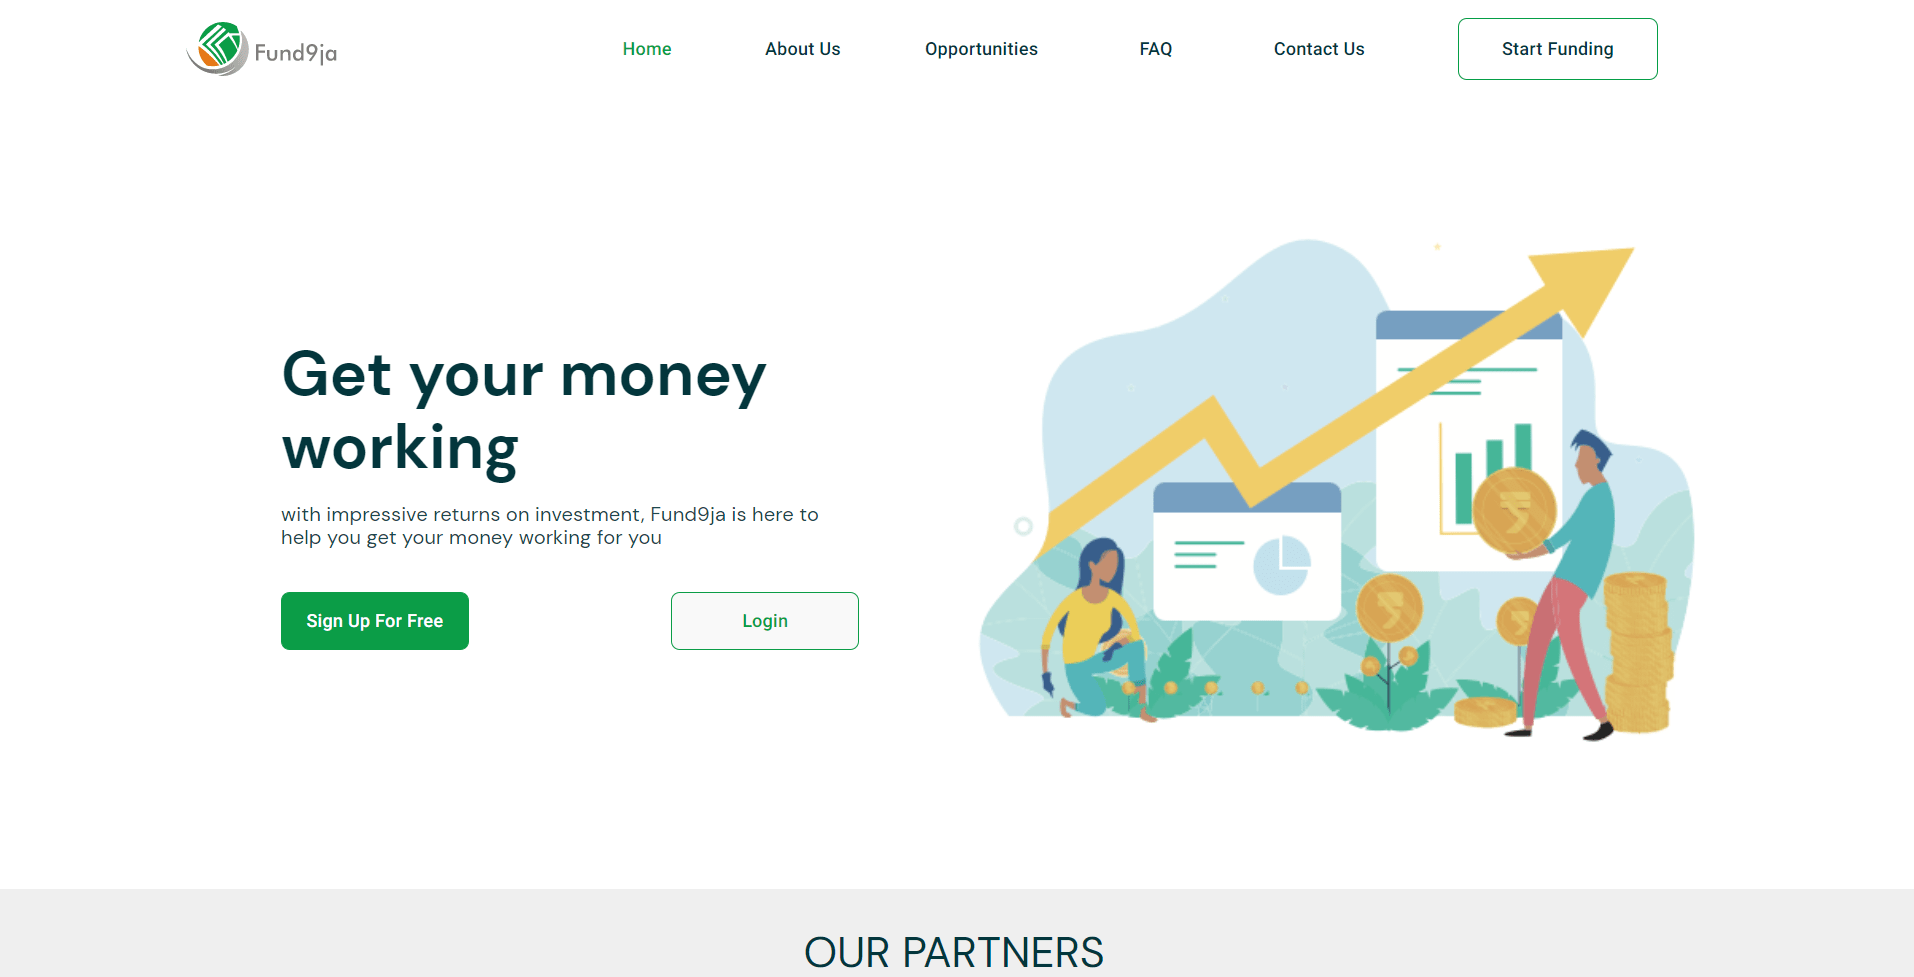 Fund9ja
Home
About Us
Opportunities
FAQ
Contact Us
Start Funding
Get your money
working
with impressive returns on investment, Fund9ja is here to
help you get your money working for you
Sign Up For Free
Login
OUR PARTNERS